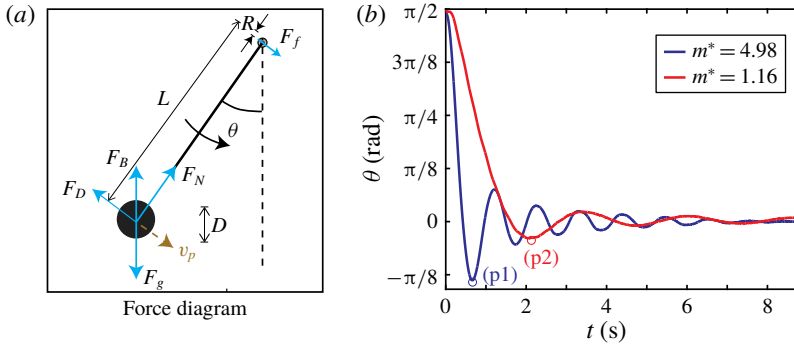 (a)
R
F_f
L
θ
F_B
F_N
F_D
D
v_p
F_g
Force diagram
(b)
π/2
3π/8
π/4
π/8
0
−π/8
θ (rad)
m* = 4.98
m* = 1.16
(p1)
(p2)
0 2 4 6 8
t (s)